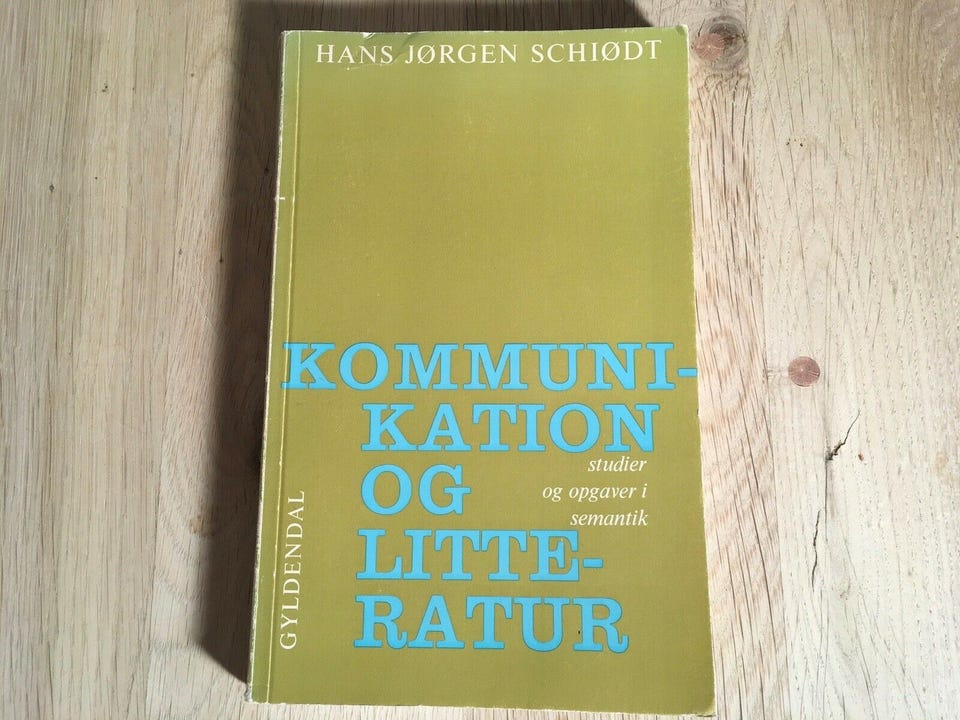 HANS JØRGEN SCHIØDT
KOMMUNI-
KATION
OG
LITTE-
RATUR
studier
og opgaver i
semantik
GYLDENDAL